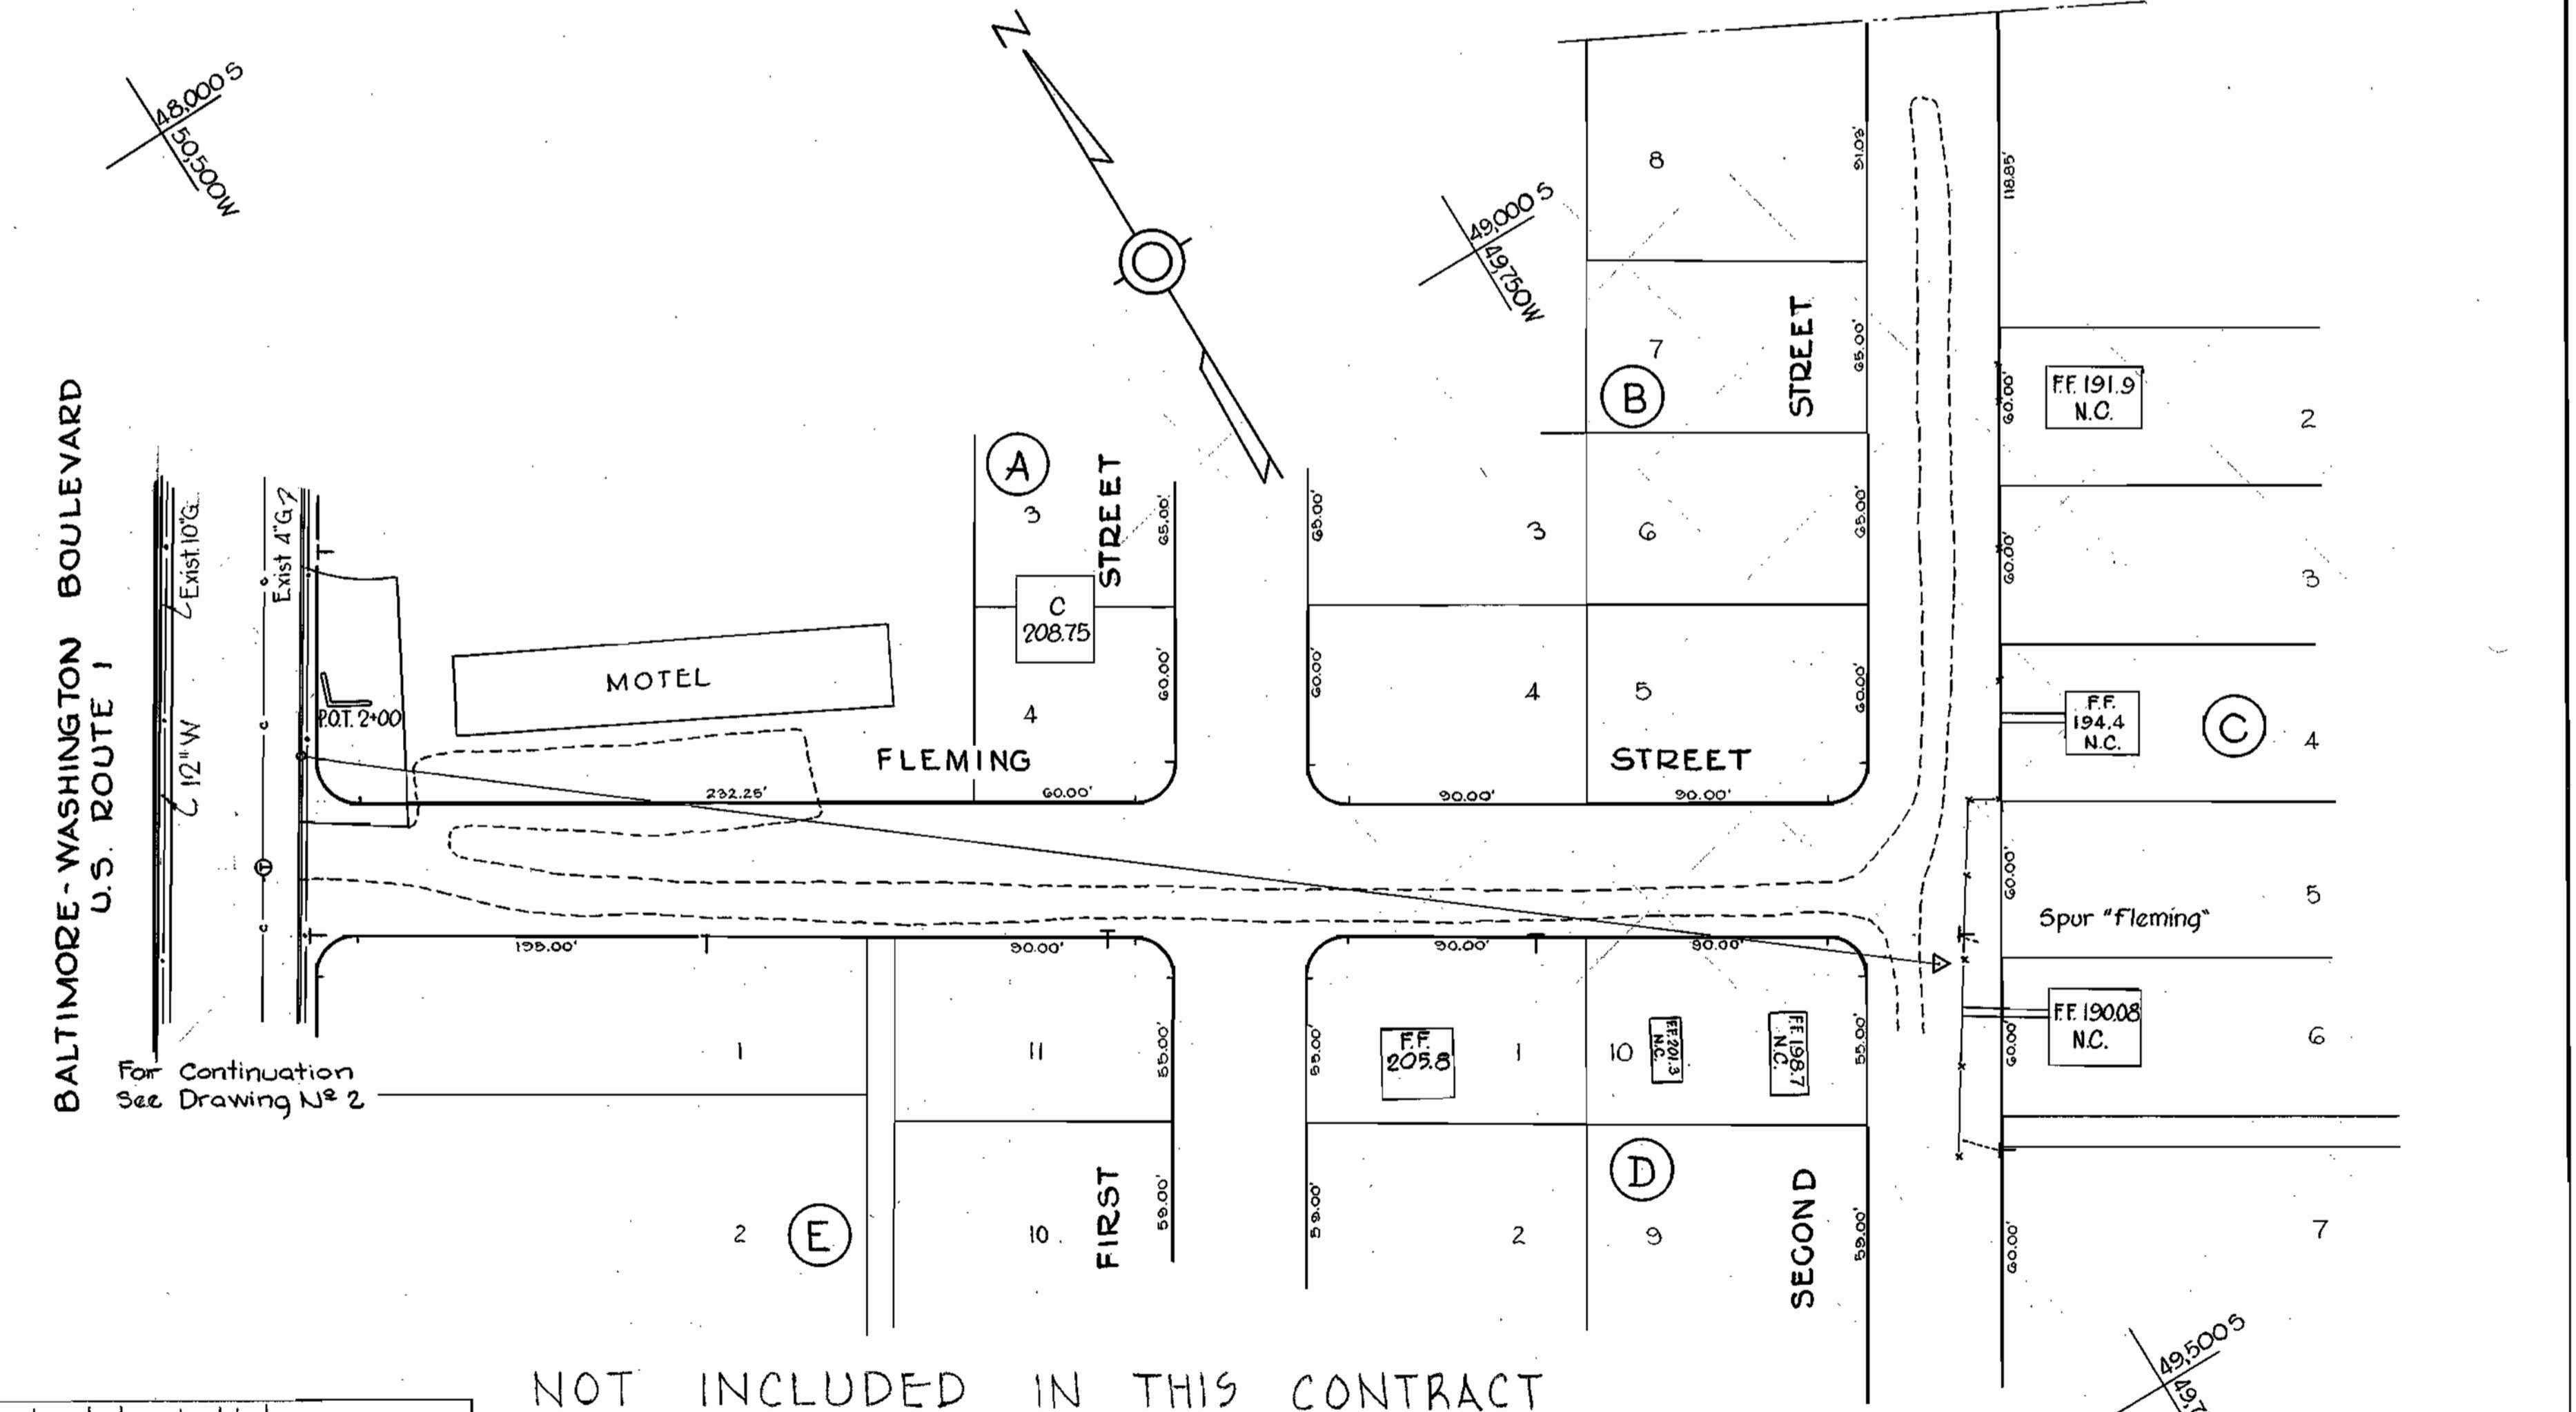 N
48,000 S
50,500W
49,000 S
49,750W
8
91.03'
118.85'
7
65.00'
STREET
B
60.00'
F.F. 191.9
N.C.
2
BALTIMORE-WASHINGTON BOULEVARD
U.S. ROUTE 1
Exist. 10"G.
Exist 4"G
12" W
c
c
c
T
T
P.O.T. 2+00
MOTEL
A
3
STREET
65.00'
C
208.75
4
60.00'
65.00'
3
6
65.00'
60.00'
3
60.00'
4
5
60.00'
F.F.
194.4
N.C.
C
4
FLEMING
STREET
232.25'
60.00'
90.00'
90.00'
60.00'
5
Spur "Fleming"
195.00'
90.00'
90.00'
90.00'
1
11
55.00'
55.00'
F.F.
205.8
1
10
F.F. 201.3
N.C.
F.F. 198.7
N.C.
55.00'
60.00'
F.F. 190.08
N.C.
6
For Continuation
See Drawing Nº 2
2
E
10
FIRST
59.00'
59.00'
2
D
9
SECOND
59.00'
60.00'
7
49,500 S
NOT INCLUDED IN THIS CONTRACT